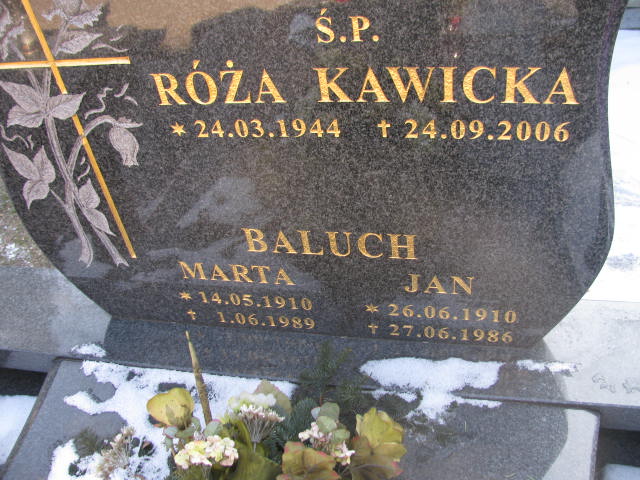 Ś.P.
RÓŻA KAWICKA
* 24.03.1944 † 24.09.2006
BALUCH
MARTA JAN
* 14.05.1910 * 26.06.1910
† 1.06.1989 † 27.06.1986